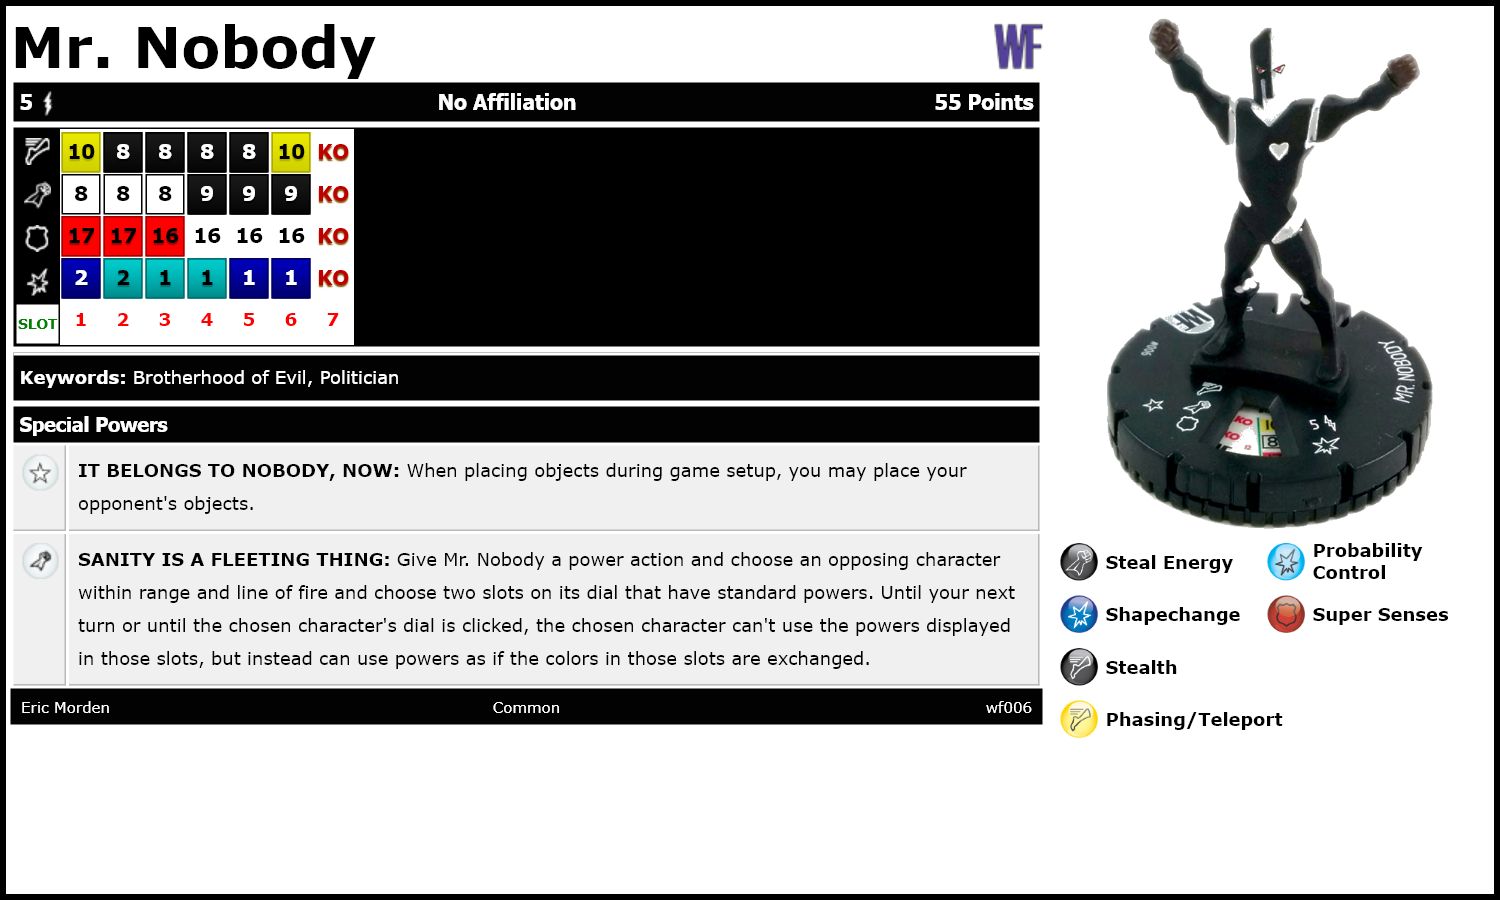 Mr. Nobody
WF
5 No Affiliation 55 Points
10 8 8 8 8 10 KO
8 8 8 9 9 9 KO
17 17 16 16 16 16 KO
2 2 1 1 1 1 KO
SLOT 1 2 3 4 5 6 7
Keywords: Brotherhood of Evil, Politician
Special Powers
IT BELONGS TO NOBODY, NOW: When placing objects during game setup, you may place your
opponent's objects.
SANITY IS A FLEETING THING: Give Mr. Nobody a power action and choose an opposing character
within range and line of fire and choose two slots on its dial that have standard powers. Until your next
turn or until the chosen character's dial is clicked, the chosen character can't use the powers displayed
in those slots, but instead can use powers as if the colors in those slots are exchanged.
Eric Morden Common wf006
WF
#006
MR. NOBODY
5
KO 10
KO 8
Steal Energy
Probability
Control
Shapechange
Super Senses
Stealth
Phasing/Teleport